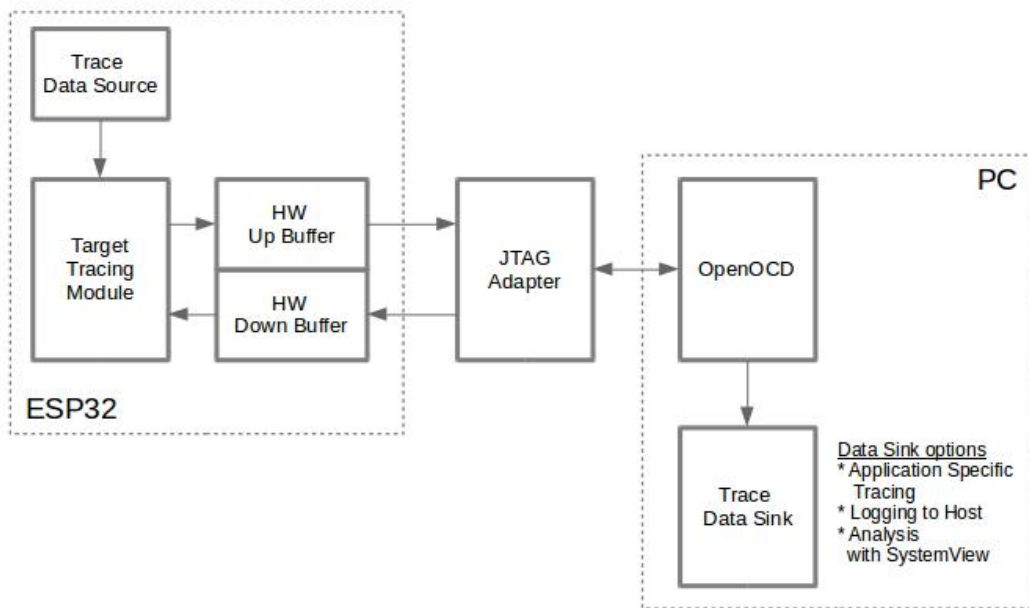 Trace
Data Source
Target
Tracing
Module
HW
Up Buffer
HW
Down Buffer
ESP32
JTAG
Adapter
PC
OpenOCD
Trace
Data Sink
Data Sink options
* Application Specific
Tracing
* Logging to Host
* Analysis
with SystemView